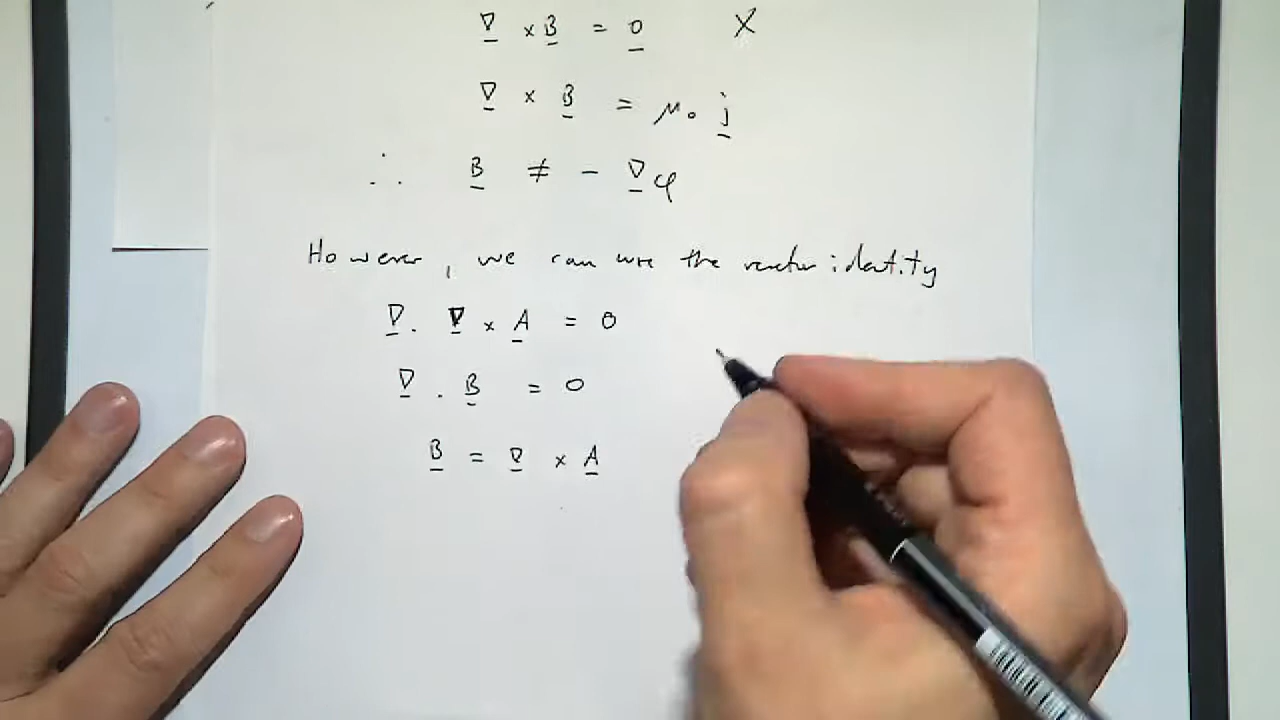 ∇ × B = 0 X
∇ × B = μ₀ j
∴ B ≠ - ∇φ
However, we can use the vector identity
∇ . ∇ × A = 0
∇ . B = 0
B = ∇ × A